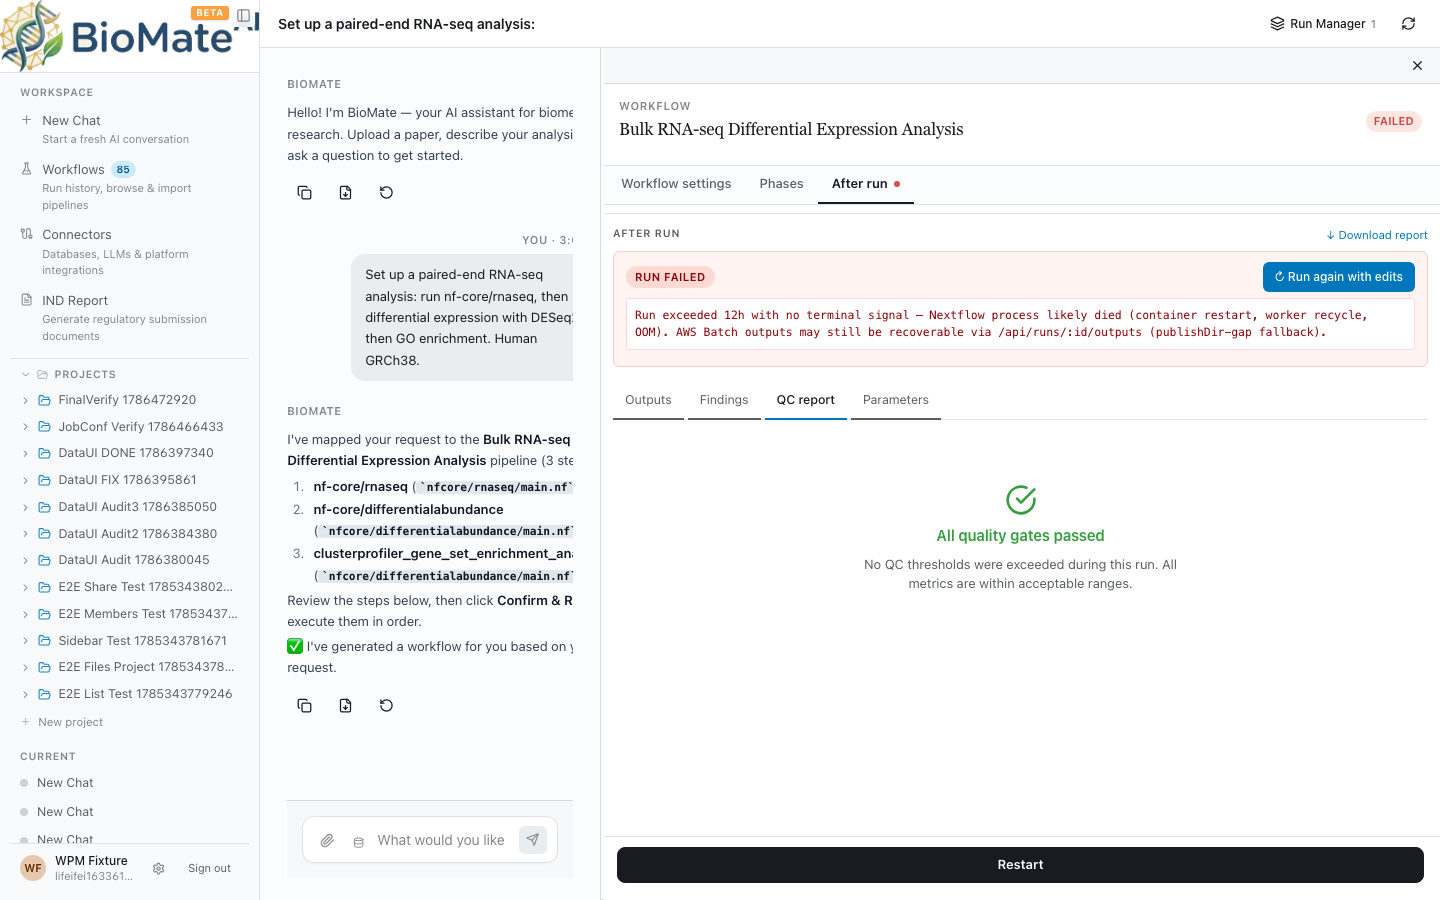 BioMate
BETA
WORKSPACE
New Chat
Start a fresh AI conversation
Workflows 85
Run history, browse & import
pipelines
Connectors
Databases, LLMs & platform
integrations
IND Report
Generate regulatory submission
documents
PROJECTS
FinalVerify 1786472920
JobConf Verify 1786466433
DataUI DONE 1786397340
DataUI FIX 1786395861
DataUI Audit3 1786385050
DataUI Audit2 1786384380
DataUI Audit 1786380045
E2E Share Test 1785343802...
E2E Members Test 17853437...
Sidebar Test 1785343781671
E2E Files Project 178534378...
E2E List Test 1785343779246
New project
CURRENT
New Chat
New Chat
New Chat
WF
WPM Fixture
lifeifei163361...
Sign out
Set up a paired-end RNA-seq analysis:
Run Manager 1
BIOMATE
Hello! I'm BioMate — your AI assistant for biome
research. Upload a paper, describe your analysi
ask a question to get started.
YOU · 3:
Set up a paired-end RNA-seq
analysis: run nf-core/rnaseq, then
differential expression with DESeq
then GO enrichment. Human
GRCh38.
BIOMATE
I've mapped your request to the Bulk RNA-seq
Differential Expression Analysis pipeline (3 ste
1. nf-core/rnaseq (`nfcore/rnaseq/main.nf`
2. nf-core/differentialabundance
(`nfcore/differentialabundance/main.nf`
3. clusterprofiler_gene_set_enrichment_ana
(`nfcore/differentialabundance/main.nf`
Review the steps below, then click Confirm & R
execute them in order.
✅ I've generated a workflow for you based on y
request.
What would you like
WORKFLOW
Bulk RNA-seq Differential Expression Analysis
FAILED
Workflow settings Phases After run
AFTER RUN
↓ Download report
RUN FAILED
↻ Run again with edits
Run exceeded 12h with no terminal signal — Nextflow process likely died (container restart, worker recycle,
OOM). AWS Batch outputs may still be recoverable via /api/runs/:id/outputs (publishDir-gap fallback).
Outputs Findings QC report Parameters
All quality gates passed
No QC thresholds were exceeded during this run. All
metrics are within acceptable ranges.
Restart